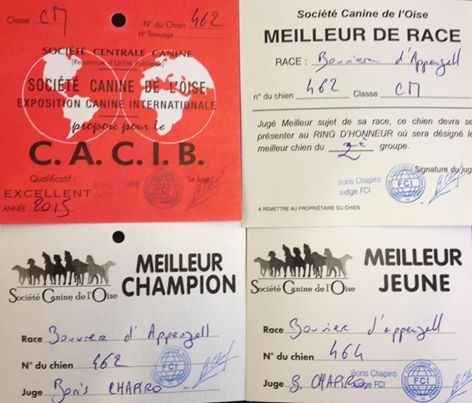 Classe CM N° du Chien 462
N° Tatouage
SOCIÉTÉ CENTRALE CANINE
(Reconnue d'Utilité Publique)
SOCIÉTÉ CANINE DE L'OISE
EXPOSITION CANINE INTERNATIONALE
proposé pour le
C.A.C.I.B.
Qualificatif :
EXCELLENT
Le Juge
ANNÉE 2015
Société Canine de l'Oise
MEILLEUR DE RACE
RACE : Bouvier d'Appenzell
n° du chien 462 Classe CM
Jugé Meilleur sujet de sa race, ce chien devra se
présenter au RING D'HONNEUR où sera désigné le
meilleur chien du 2è groupe.
Signature du juge
Boris Chapiro
Judge FCI
FCI
A REMETTRE AU PROPRIÉTAIRE DU CHIEN
MEILLEUR
CHAMPION
Société Canine de l'Oise
Race Bouvier d'Appenzell
N° du chien 462
Juge Boris CHAPIRO
MEILLEUR
JEUNE
Société Canine de l'Oise
Race Bouvier d'appenzell
N° du chien 464
Boris Chapiro
Judge FCI
Juge B. CHAPIRO